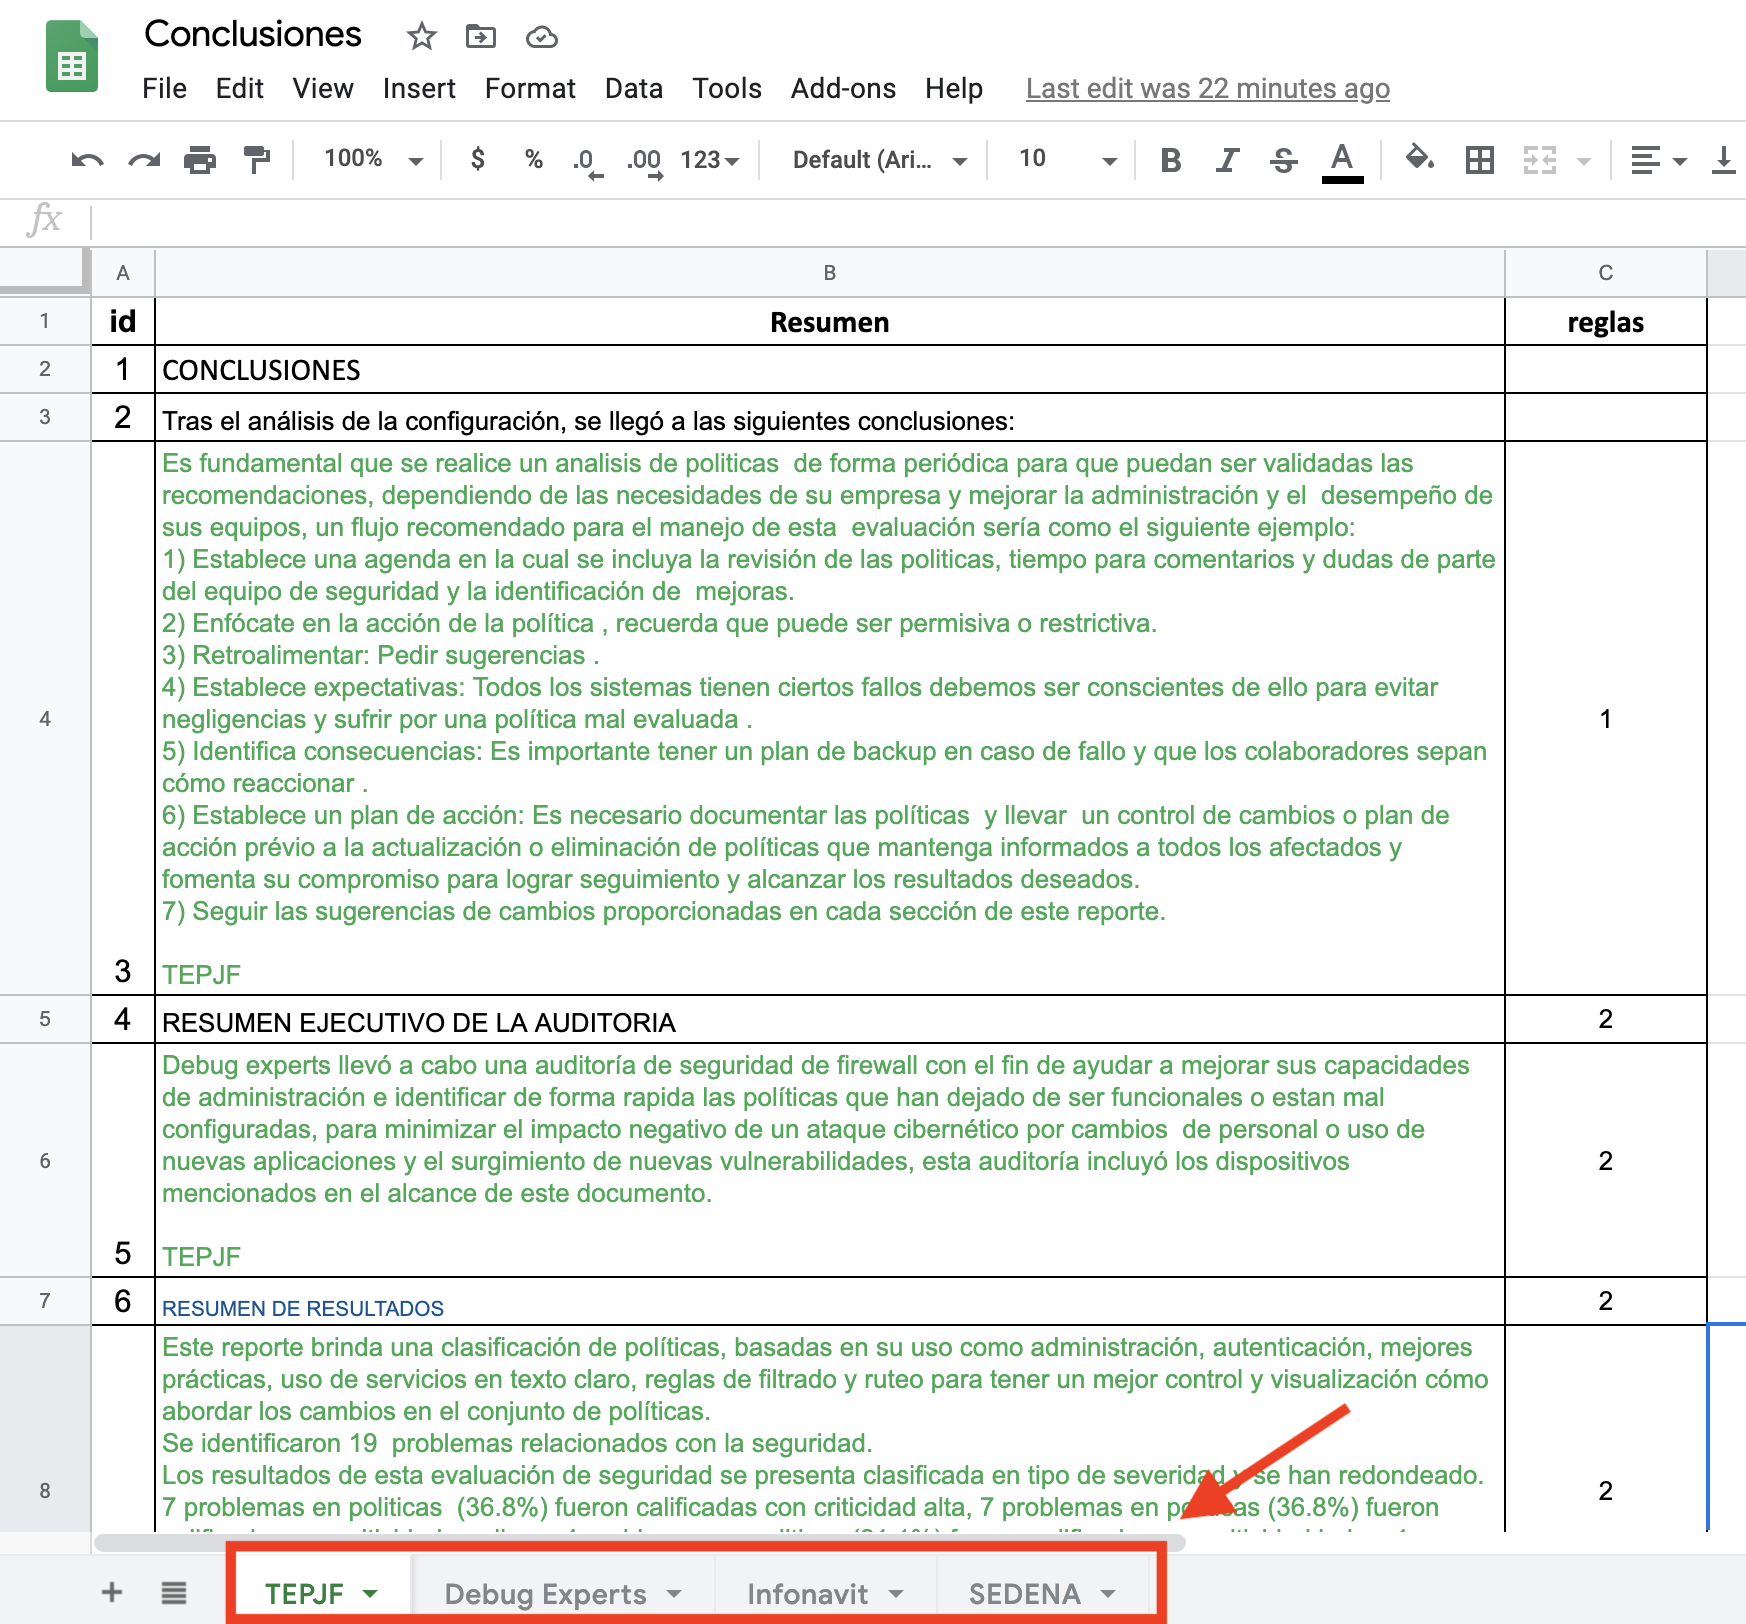 Conclusiones
File Edit View Insert Format Data Tools Add-ons Help Last edit was 22 minutes ago
100% $ % .0 .00 123 Default (Ari... 10 B I S A
fx
A B C
1 id Resumen reglas
2 1 CONCLUSIONES
3 2 Tras el análisis de la configuración, se llegó a las siguientes conclusiones:
Es fundamental que se realice un analisis de politicas de forma periódica para que puedan ser validadas las
recomendaciones, dependiendo de las necesidades de su empresa y mejorar la administración y el desempeño de
sus equipos, un flujo recomendado para el manejo de esta evaluación sería como el siguiente ejemplo:
1) Establece una agenda en la cual se incluya la revisión de las politicas, tiempo para comentarios y dudas de parte
del equipo de seguridad y la identificación de mejoras.
2) Enfócate en la acción de la política , recuerda que puede ser permisiva o restrictiva.
3) Retroalimentar: Pedir sugerencias .
4) Establece expectativas: Todos los sistemas tienen ciertos fallos debemos ser conscientes de ello para evitar
4 negligencias y sufrir por una política mal evaluada . 1
5) Identifica consecuencias: Es importante tener un plan de backup en caso de fallo y que los colaboradores sepan
cómo reaccionar .
6) Establece un plan de acción: Es necesario documentar las políticas y llevar un control de cambios o plan de
acción prévio a la actualización o eliminación de políticas que mantenga informados a todos los afectados y
fomenta su compromiso para lograr seguimiento y alcanzar los resultados deseados.
7) Seguir las sugerencias de cambios proporcionadas en cada sección de este reporte.
3 TEPJF
5 4 RESUMEN EJECUTIVO DE LA AUDITORIA 2
Debug experts llevó a cabo una auditoría de seguridad de firewall con el fin de ayudar a mejorar sus capacidades
de administración e identificar de forma rapida las políticas que han dejado de ser funcionales o estan mal
configuradas, para minimizar el impacto negativo de un ataque cibernético por cambios de personal o uso de
6 nuevas aplicaciones y el surgimiento de nuevas vulnerabilidades, esta auditoría incluyó los dispositivos 2
mencionados en el alcance de este documento.
5 TEPJF
7 6 RESUMEN DE RESULTADOS 2
Este reporte brinda una clasificación de políticas, basadas en su uso como administración, autenticación, mejores
prácticas, uso de servicios en texto claro, reglas de filtrado y ruteo para tener un mejor control y visualización cómo
abordar los cambios en el conjunto de políticas.
Se identificaron 19 problemas relacionados con la seguridad.
Los resultados de esta evaluación de seguridad se presenta clasificada en tipo de severidad y se han redondeado.
8 2
7 problemas en politicas (36.8%) fueron calificadas con criticidad alta, 7 problemas en politicas (36.8%) fueron
TEPJF Debug Experts Infonavit SEDENA